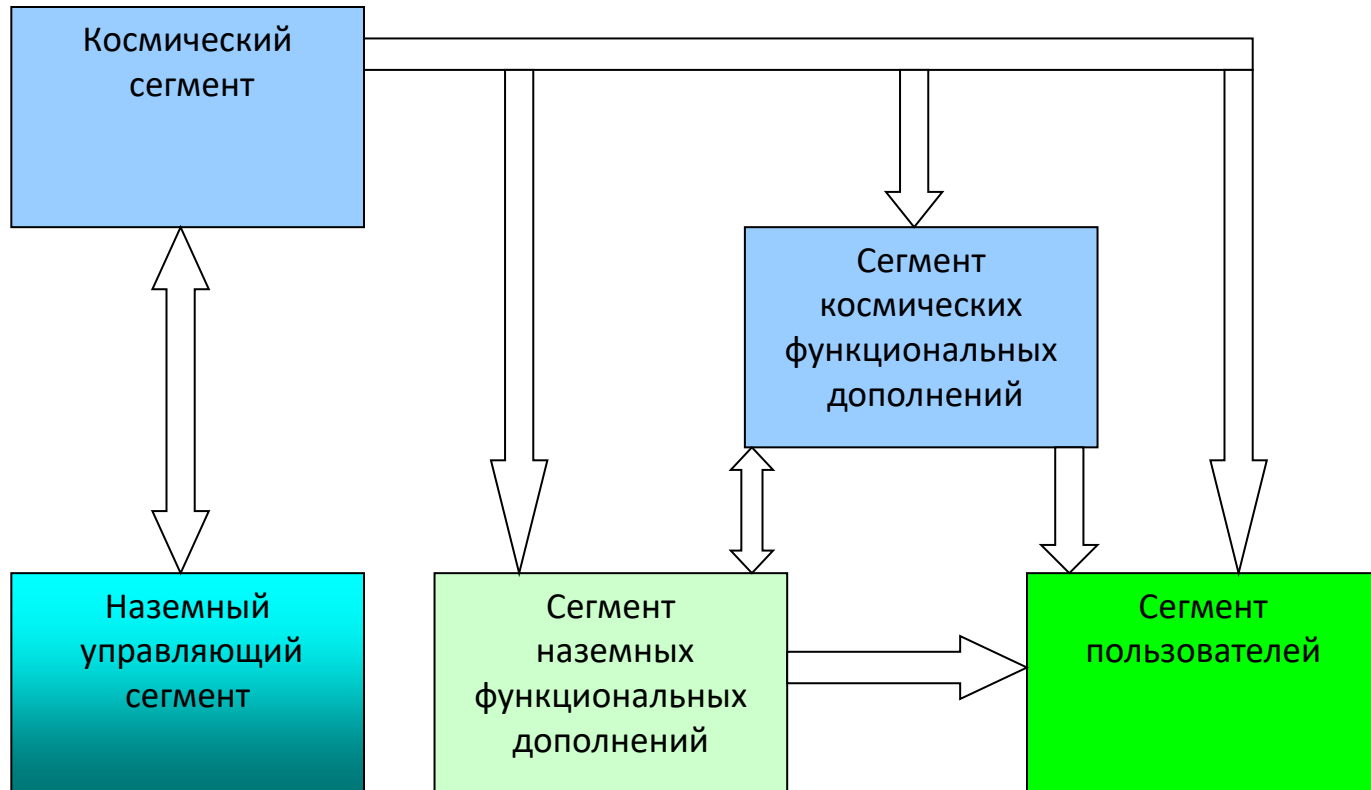 Космический
сегмент
Сегмент
космических
функциональных
дополнений
Наземный
управляющий
сегмент
Сегмент
наземных
функциональных
дополнений
Сегмент
пользователей